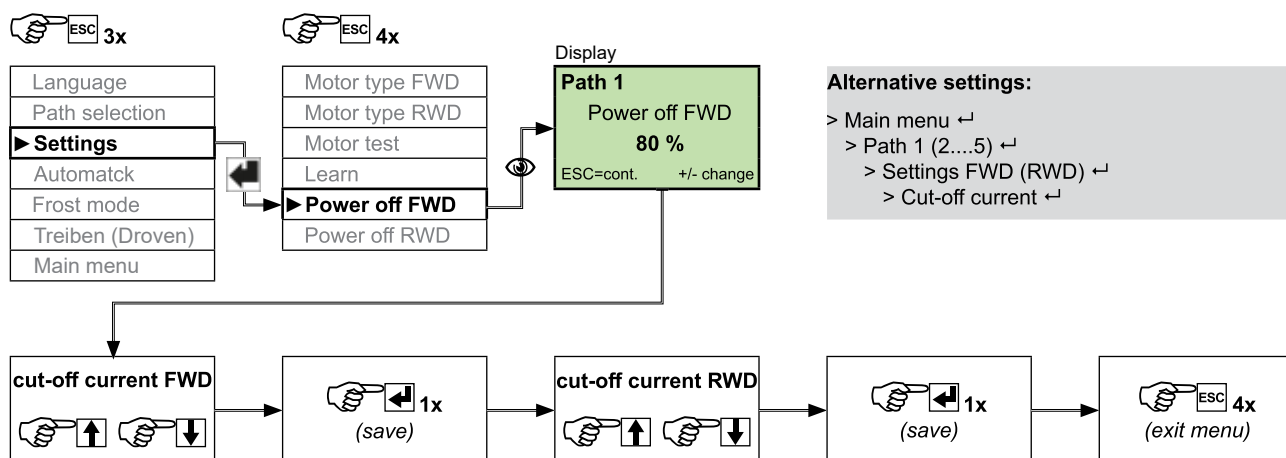 ESC 3x
Language
Path selection
Settings
Automatck
Frost mode
Treiben (Droven)
Main menu
ESC 4x
Motor type FWD
Motor type RWD
Motor test
Learn
Power off FWD
Power off RWD
Display
Path 1
Power off FWD
80 %
ESC=cont. +/- change
Alternative settings:
> Main menu ↵
> Path 1 (2....5) ↵
> Settings FWD (RWD) ↵
> Cut-off current ↵
cut-off current FWD
1x
(save)
cut-off current RWD
1x
(save)
ESC 4x
(exit menu)